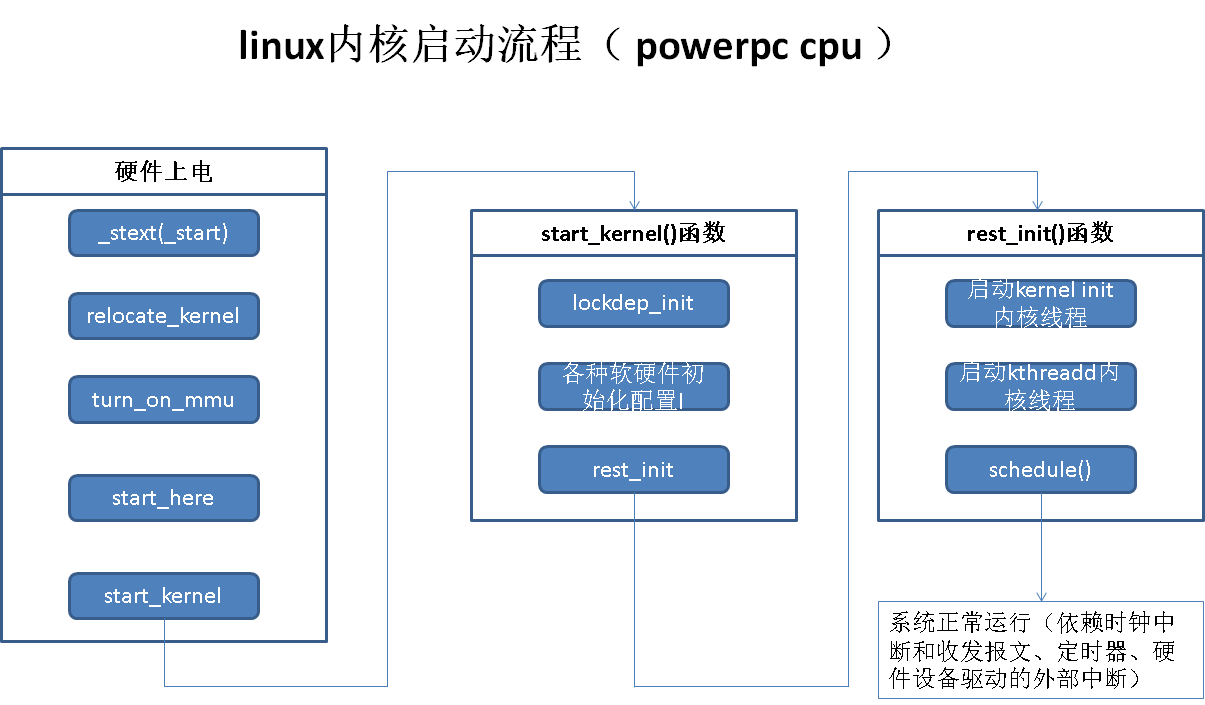 linux内核启动流程（ powerpc cpu ）
硬件上电
_stext(_start)
relocate_kernel
turn_on_mmu
start_here
start_kernel
start_kernel()函数
lockdep_init
各种软硬件初
始化配置l
rest_init
rest_init()函数
启动kernel init
内核线程
启动kthreadd内
核线程
schedule()
系统正常运行（依赖时钟中
断和收发报文、定时器、硬
件设备驱动的外部中断）